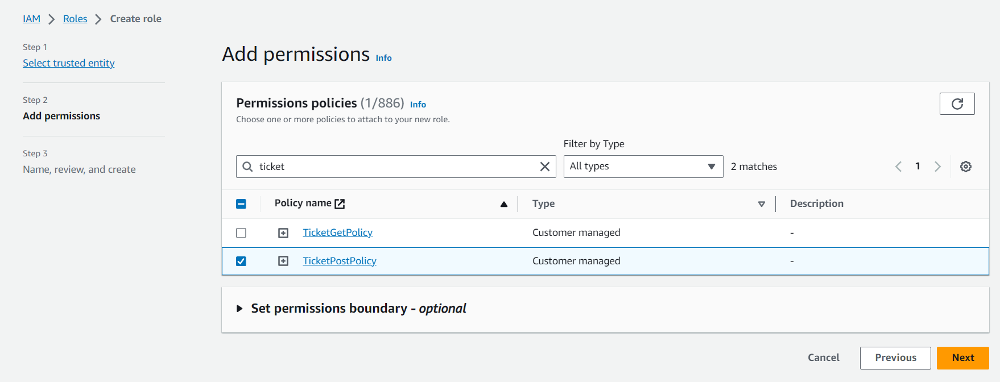 IAM > Roles > Create role
Step 1
Select trusted entity
Step 2
Add permissions
Step 3
Name, review, and create
Add permissions Info
Permissions policies (1/886) Info
Choose one or more policies to attach to your new role.
Filter by Type
ticket All types 2 matches 1
Policy name Type Description
TicketGetPolicy Customer managed -
TicketPostPolicy Customer managed -
Set permissions boundary - optional
Cancel Previous Next